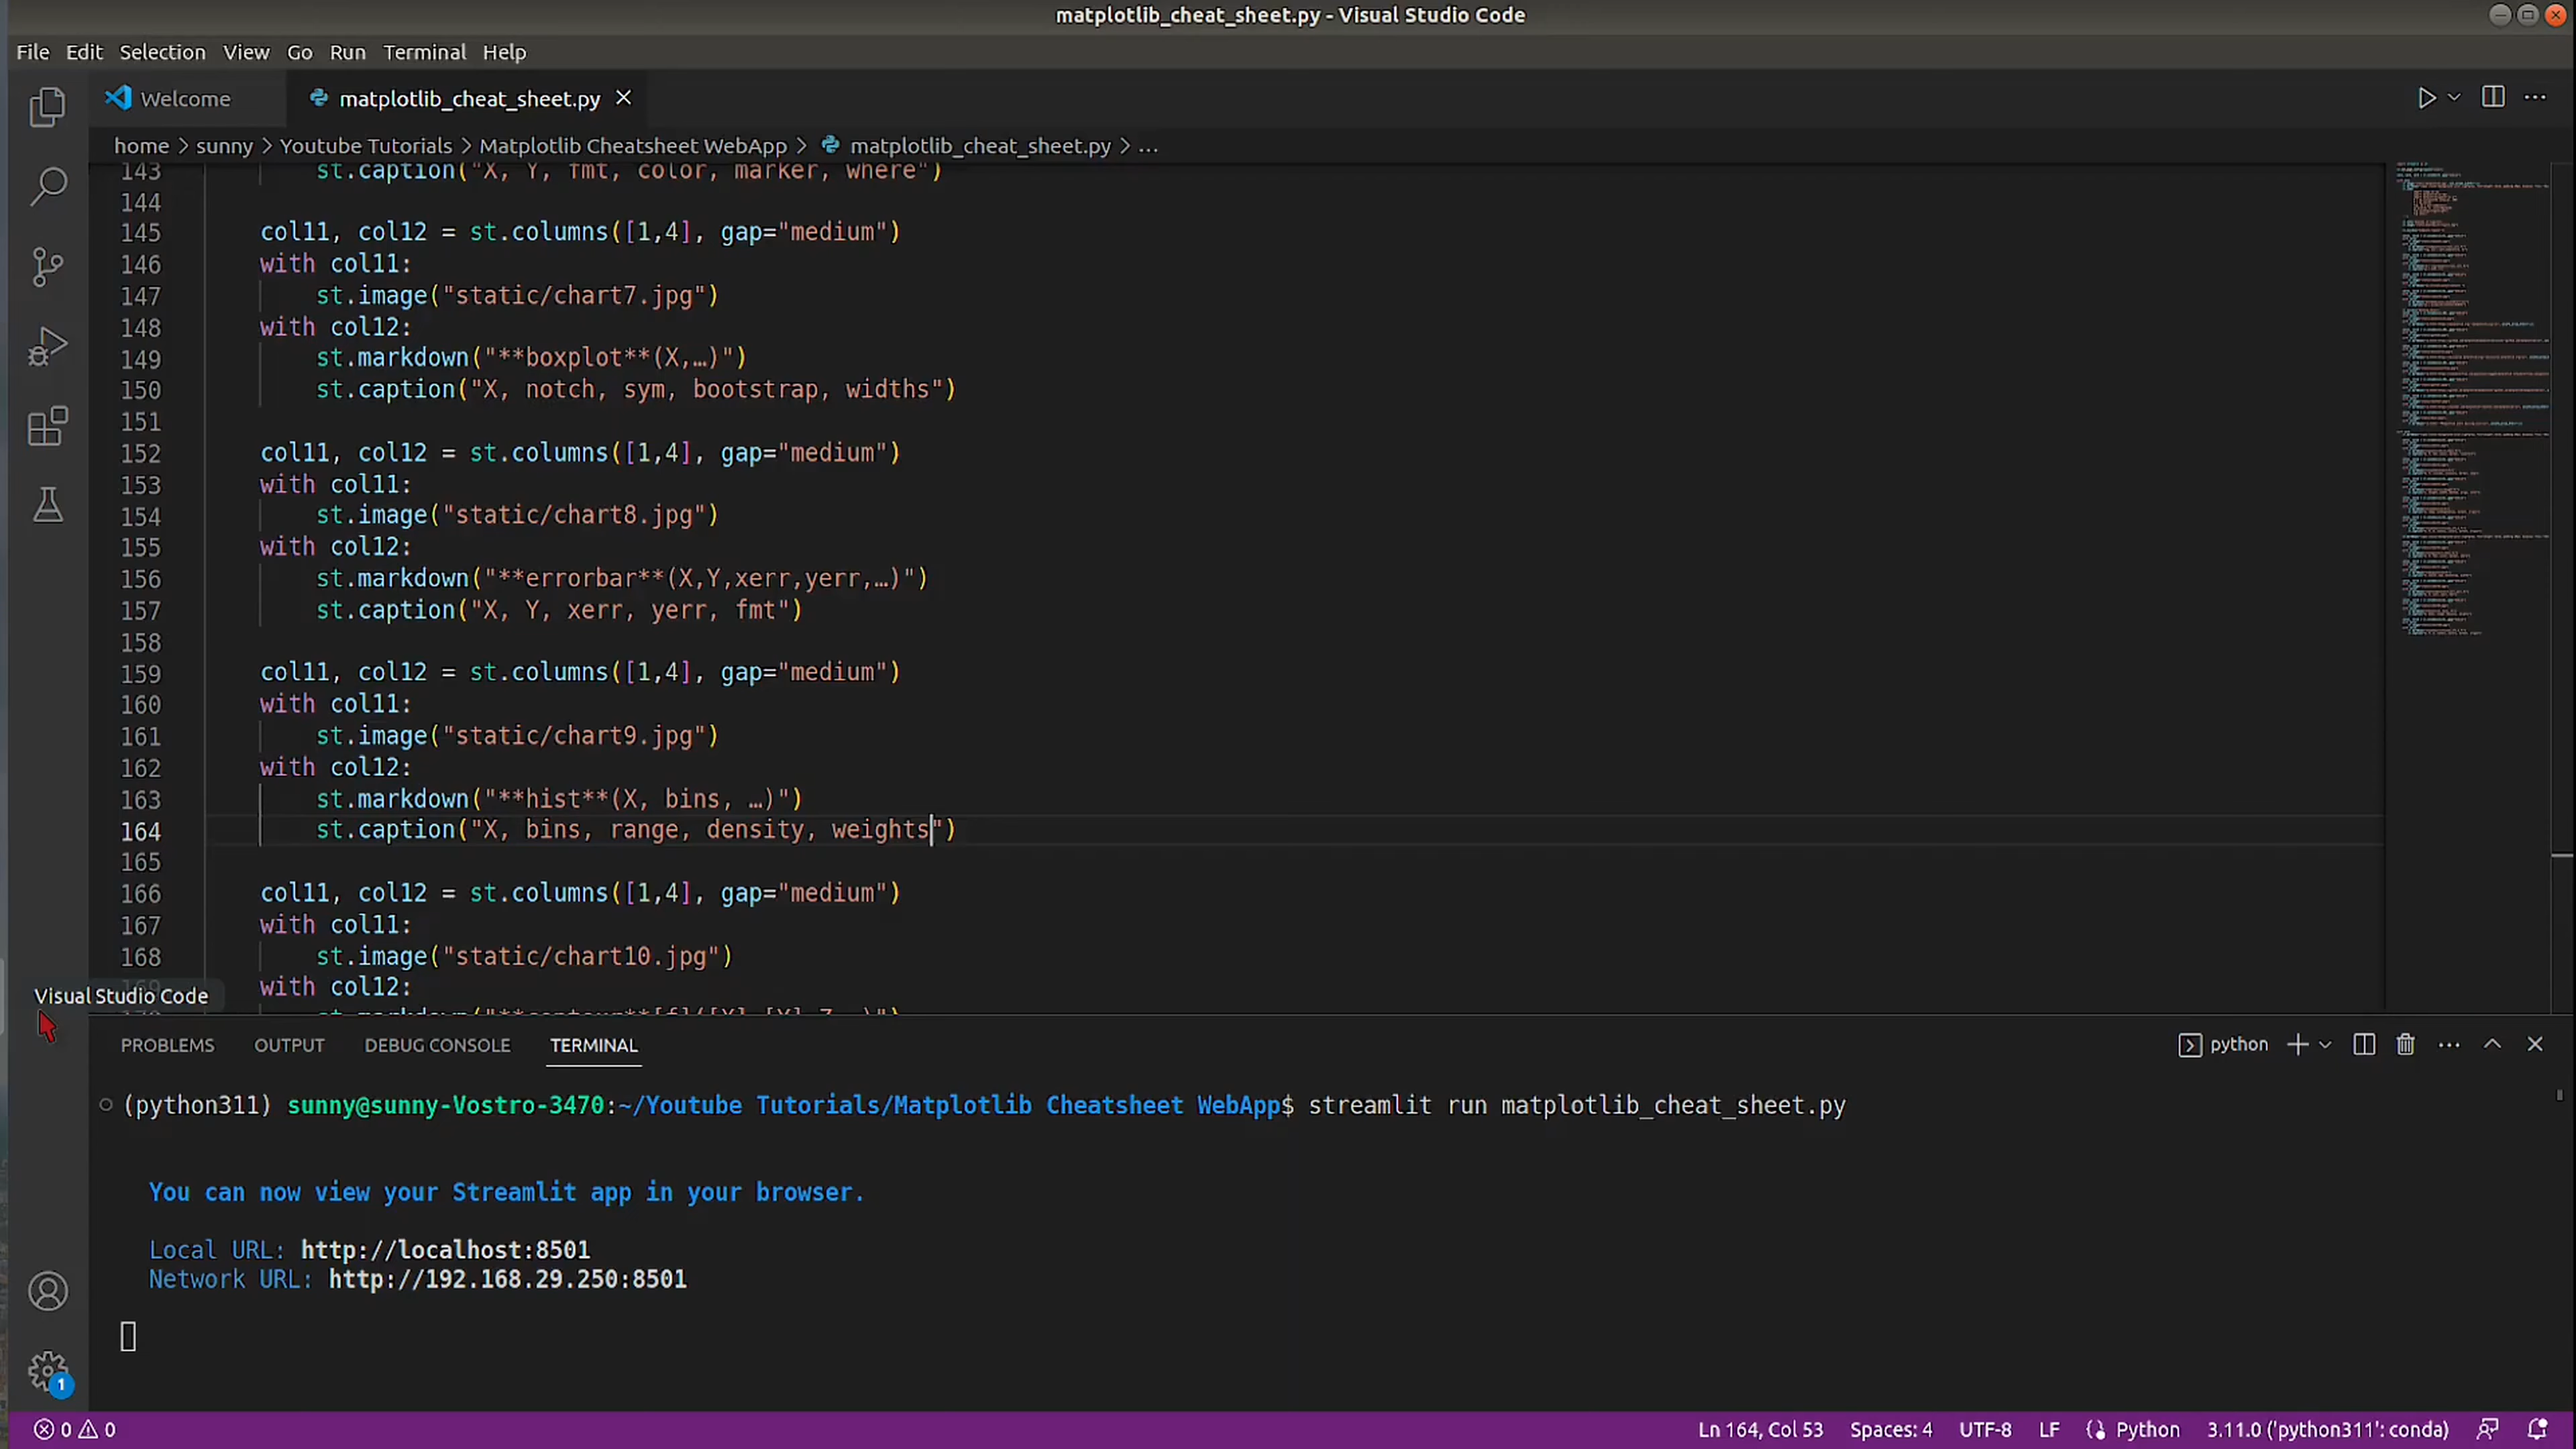 matplotlib_cheat_sheet.py - Visual Studio Code
File Edit Selection View Go Run Terminal Help
Welcome matplotlib_cheat_sheet.py
home > sunny > Youtube Tutorials > Matplotlib Cheatsheet WebApp > matplotlib_cheat_sheet.py > ...
143 st.caption("X, Y, fmt, color, marker, where")
144
145 col11, col12 = st.columns([1,4], gap="medium")
146 with col11:
147 st.image("static/chart7.jpg")
148 with col12:
149 st.markdown("**boxplot**(X,…)")
150 st.caption("X, notch, sym, bootstrap, widths")
151
152 col11, col12 = st.columns([1,4], gap="medium")
153 with col11:
154 st.image("static/chart8.jpg")
155 with col12:
156 st.markdown("**errorbar**(X,Y,xerr,yerr,…)")
157 st.caption("X, Y, xerr, yerr, fmt")
158
159 col11, col12 = st.columns([1,4], gap="medium")
160 with col11:
161 st.image("static/chart9.jpg")
162 with col12:
163 st.markdown("**hist**(X, bins, …)")
164 st.caption("X, bins, range, density, weights")
165
166 col11, col12 = st.columns([1,4], gap="medium")
167 with col11:
168 st.image("static/chart10.jpg")
with col12:
Visual Studio Code
PROBLEMS OUTPUT DEBUG CONSOLE TERMINAL python
(python311) sunny@sunny-Vostro-3470:~/Youtube Tutorials/Matplotlib Cheatsheet WebApp$ streamlit run matplotlib_cheat_sheet.py
You can now view your Streamlit app in your browser.
Local URL: http://localhost:8501
Network URL: http://192.168.29.250:8501
1
0 0 Ln 164, Col 53 Spaces: 4 UTF-8 LF Python 3.11.0 ('python311': conda)